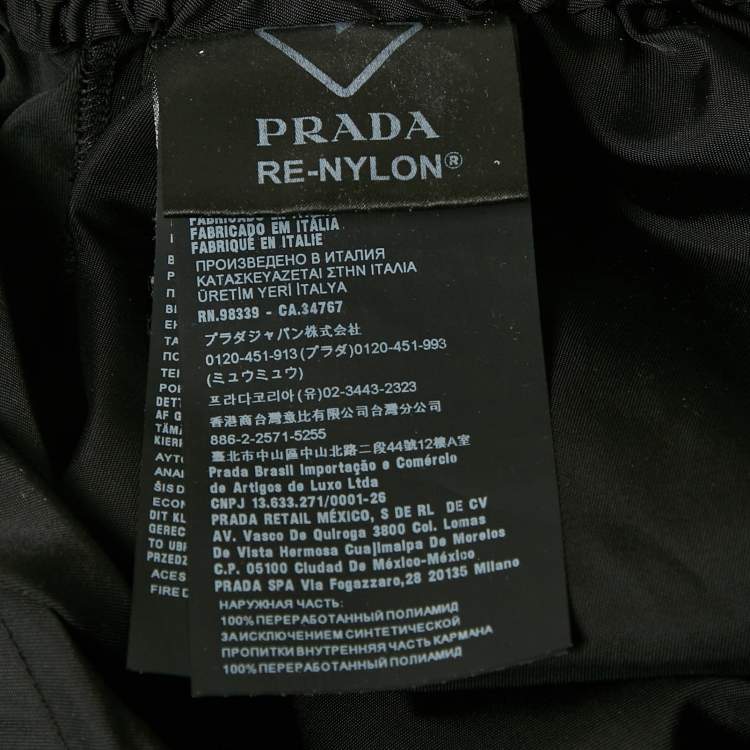 PRADA
RE-NYLON®
FABRICADO EM ITÁLIA
FABRIQUÉ EN ITALIE
ПРОИЗВЕДЕНО В ИТАЛИЯ
ΚΑΤΑΣΚΕΥΑΖΕΤΑΙ ΣΤΗΝ ΙΤΑΛΙΑ
ÜRETİM YERİ İTALYA
RN.98339 - CA.34767
プラダジャパン株式会社
0120-451-913(プラダ)0120-451-993
(ミュウミュウ)
프라다코리아(유)02-3443-2323
香港商台灣意比有限公司台灣分公司
886-2-2571-5255
臺北市中山區中山北路二段44號12樓A室
Prada Brasil Importação e Comércio
de Artigos de Luxo Ltda
CNPJ 13.633.271/0001-26
PRADA RETAIL MÉXICO, S DE RL DE CV
AV. Vasco De Quiroga 3800 Col. Lomas
De Vista Hermosa Cuajimalpa De Morelos
C.P. 05100 Ciudad De México-México
PRADA SPA Via Fogazzaro,28 20135 Milano
НАРУЖНАЯ ЧАСТЬ:
100% ПЕРЕРАБОТАННЫЙ ПОЛИАМИД
ЗА ИСКЛЮЧЕНИЕМ СИНТЕТИЧЕСКОЙ
ПРОПИТКИ ВНУТРЕННЯЯ ЧАСТЬ КАРМАНА
100% ПЕРЕРАБОТАННЫЙ ПОЛИАМИД